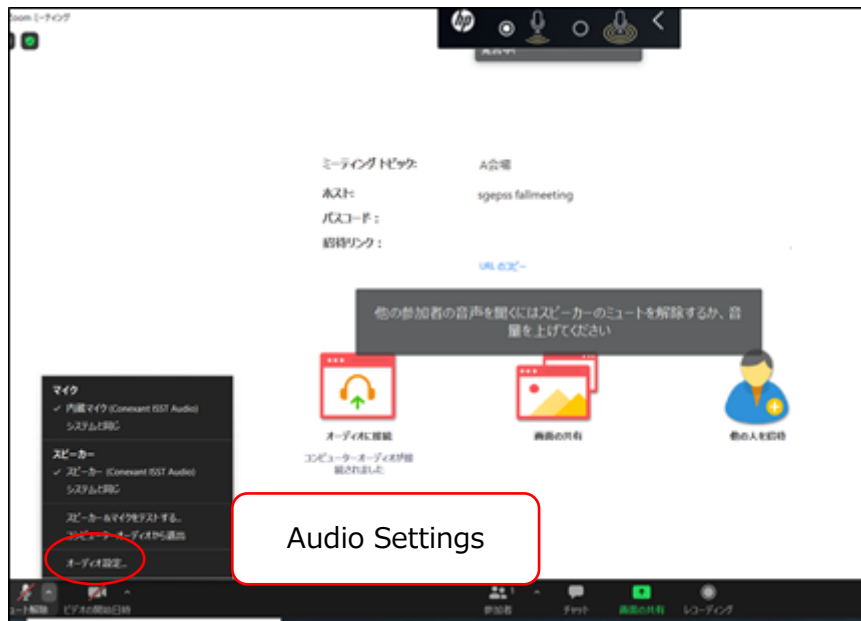 Zoom ミーティング
hp
ミーティング トピック:
A会場
ホスト:
sgepss fallmeeting
パスコード :
招待リンク :
URL のコピー
他の参加者の音声を聞くにはスピーカーのミュートを解除するか、音
量を上げてください
オーディオに接続
コンピューターオーディオが接
続されました
画面の共有
他の人を招待
マイク
✓ 内蔵マイク (Conexant ISST Audio)
システムと同じ
スピーカー
✓ スピーカー (Conexant ISST Audio)
システムと同じ
スピーカー&マイクをテストする...
コンピューターオーディオから退出
オーディオ設定...
Audio Settings
ート解除
ビデオの開始日時
1
参加者
チャット
画面の共有
レコーディング